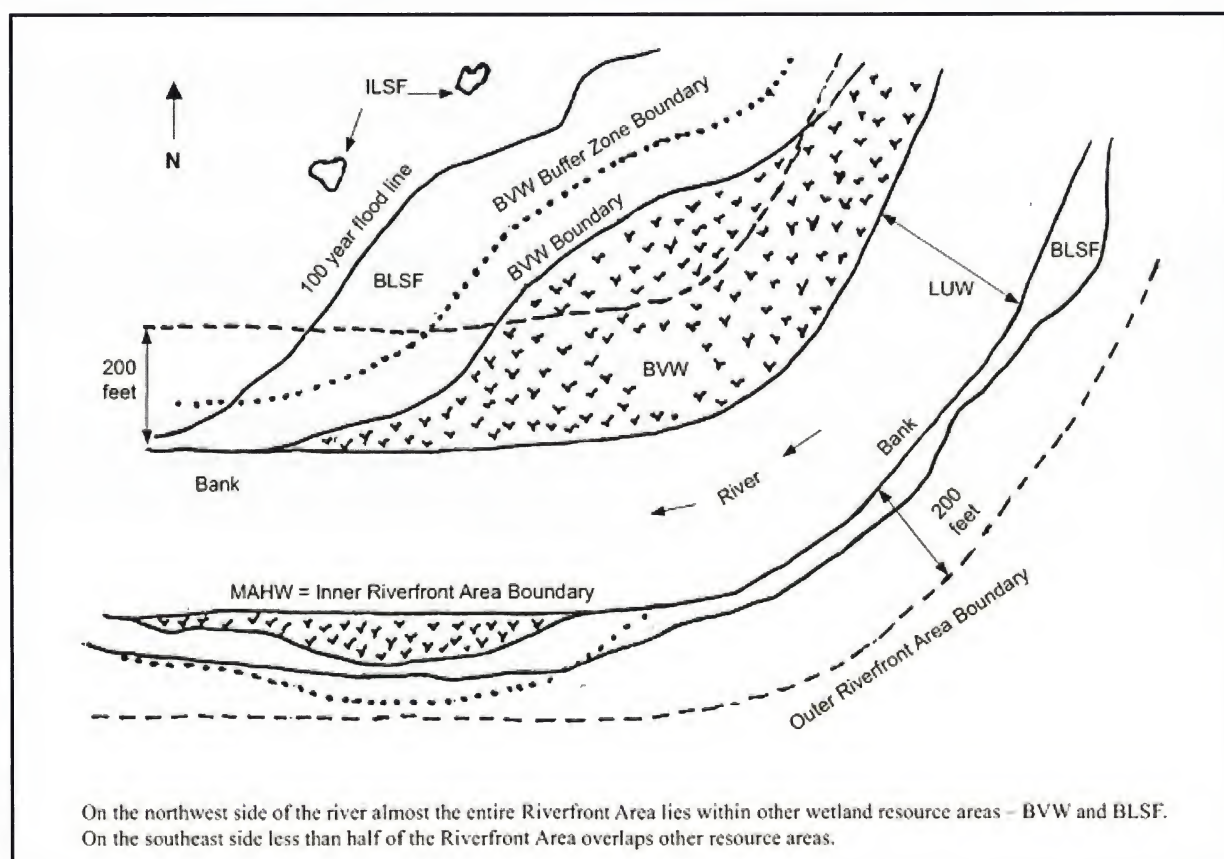 ILSF
N
100 year flood line
BVW Buffer Zone Boundary
BVW Boundary
BLSF
BLSF
LUW
200
feet
BVW
Bank
Bank
River
200
feet
MAHW = Inner Riverfront Area Boundary
Outer Riverfront Area Boundary
On the northwest side of the river almost the entire Riverfront Area lies within other wetland resource areas – BVW and BLSF.
On the southeast side less than half of the Riverfront Area overlaps other resource areas.